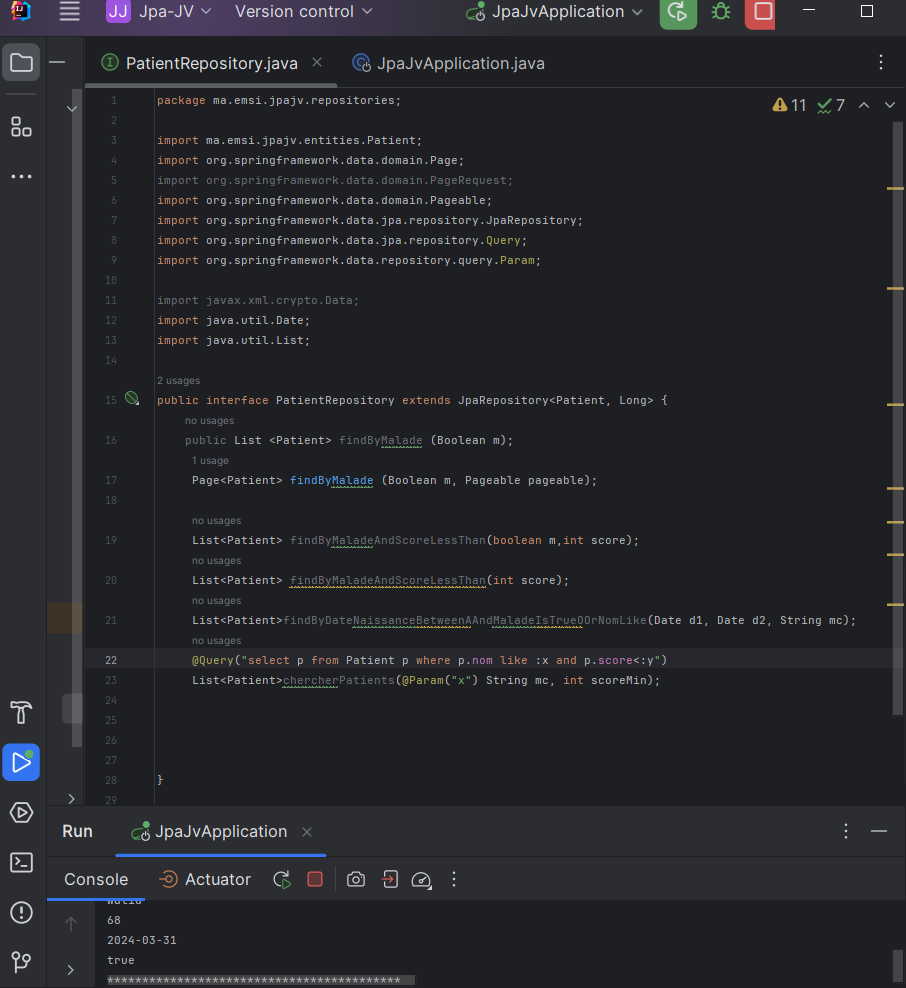 JJ Jpa-JV Version control JpaJvApplication
PatientRepository.java JpaJvApplication.java
11 7
1 package ma.emsi.jpajv.repositories;
2
3 import ma.emsi.jpajv.entities.Patient;
4 import org.springframework.data.domain.Page;
5 import org.springframework.data.domain.PageRequest;
6 import org.springframework.data.domain.Pageable;
7 import org.springframework.data.jpa.repository.JpaRepository;
8 import org.springframework.data.jpa.repository.Query;
9 import org.springframework.data.repository.query.Param;
10
11 import javax.xml.crypto.Data;
12 import java.util.Date;
13 import java.util.List;
14
2 usages
15 public interface PatientRepository extends JpaRepository<Patient, Long> {
no usages
16 public List <Patient> findByMalade (Boolean m);
1 usage
17 Page<Patient> findByMalade (Boolean m, Pageable pageable);
18
no usages
19 List<Patient> findByMaladeAndScoreLessThan(boolean m,int score);
no usages
20 List<Patient> findByMaladeAndScoreLessThan(int score);
no usages
21 List<Patient>findByDateNaissanceBetweenAAndMaladeIsTrueOOrNomLike(Date d1, Date d2, String mc);
no usages
22 @Query("select p from Patient p where p.nom like :x and p.score<:y")
23 List<Patient>chercherPatients(@Param("x") String mc, int scoreMin);
24
25
26
27
28 }
29
Run JpaJvApplication
Console Actuator
68
2024-03-31
true
*******************************************